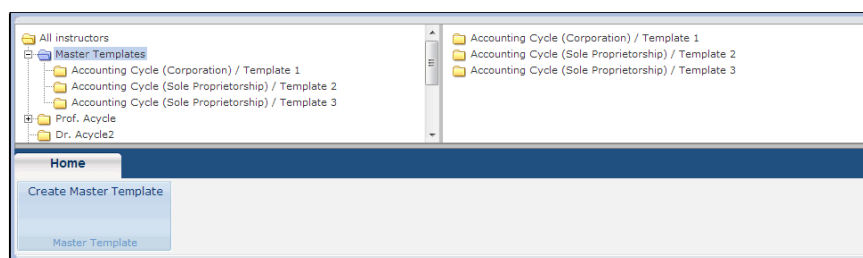 All instructors
Master Templates
Accounting Cycle (Corporation) / Template 1
Accounting Cycle (Sole Proprietorship) / Template 2
Accounting Cycle (Sole Proprietorship) / Template 3
Prof. Acycle
Dr. Acycle2
Accounting Cycle (Corporation) / Template 1
Accounting Cycle (Sole Proprietorship) / Template 2
Accounting Cycle (Sole Proprietorship) / Template 3
Home
Create Master Template
Master Template